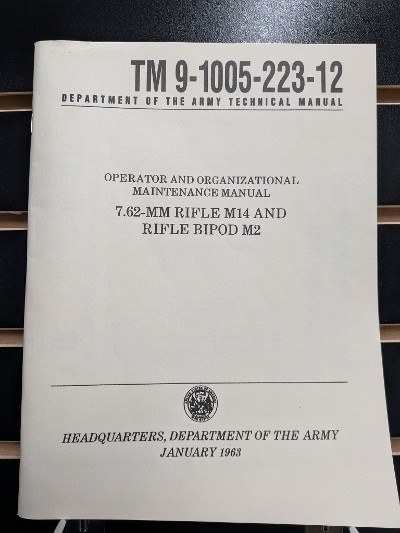 TM 9-1005-223-12
DEPARTMENT OF THE ARMY TECHNICAL MANUAL
OPERATOR AND ORGANIZATIONAL
MAINTENANCE MANUAL
7.62-MM RIFLE M14 AND
RIFLE BIPOD M2
HEADQUARTERS, DEPARTMENT OF THE ARMY
JANUARY 1963